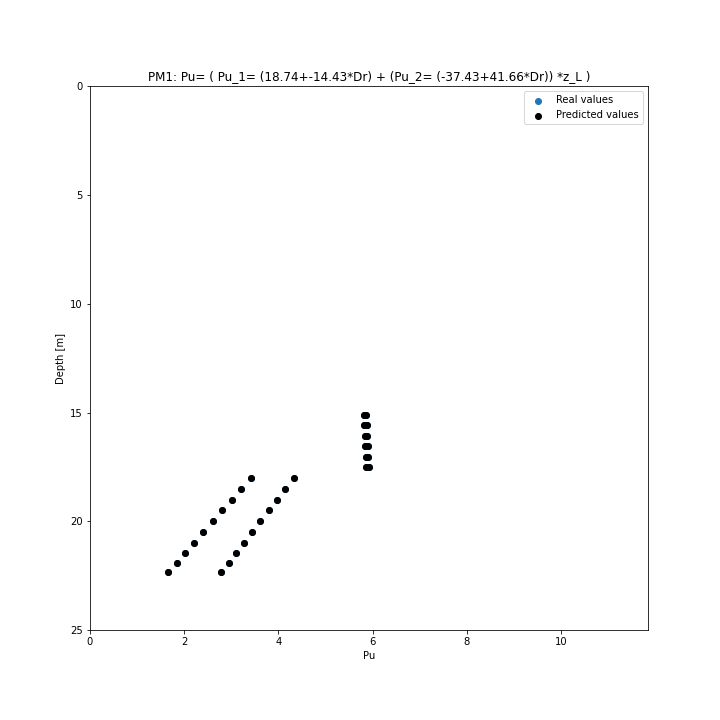 PM1: Pu= ( Pu_1= (18.74+-14.43*Dr) + (Pu_2= (-37.43+41.66*Dr)) *z_L )
Real values
Predicted values
0
5
10
15
20
25
Depth [m]
0 2 4 6 8 10
Pu